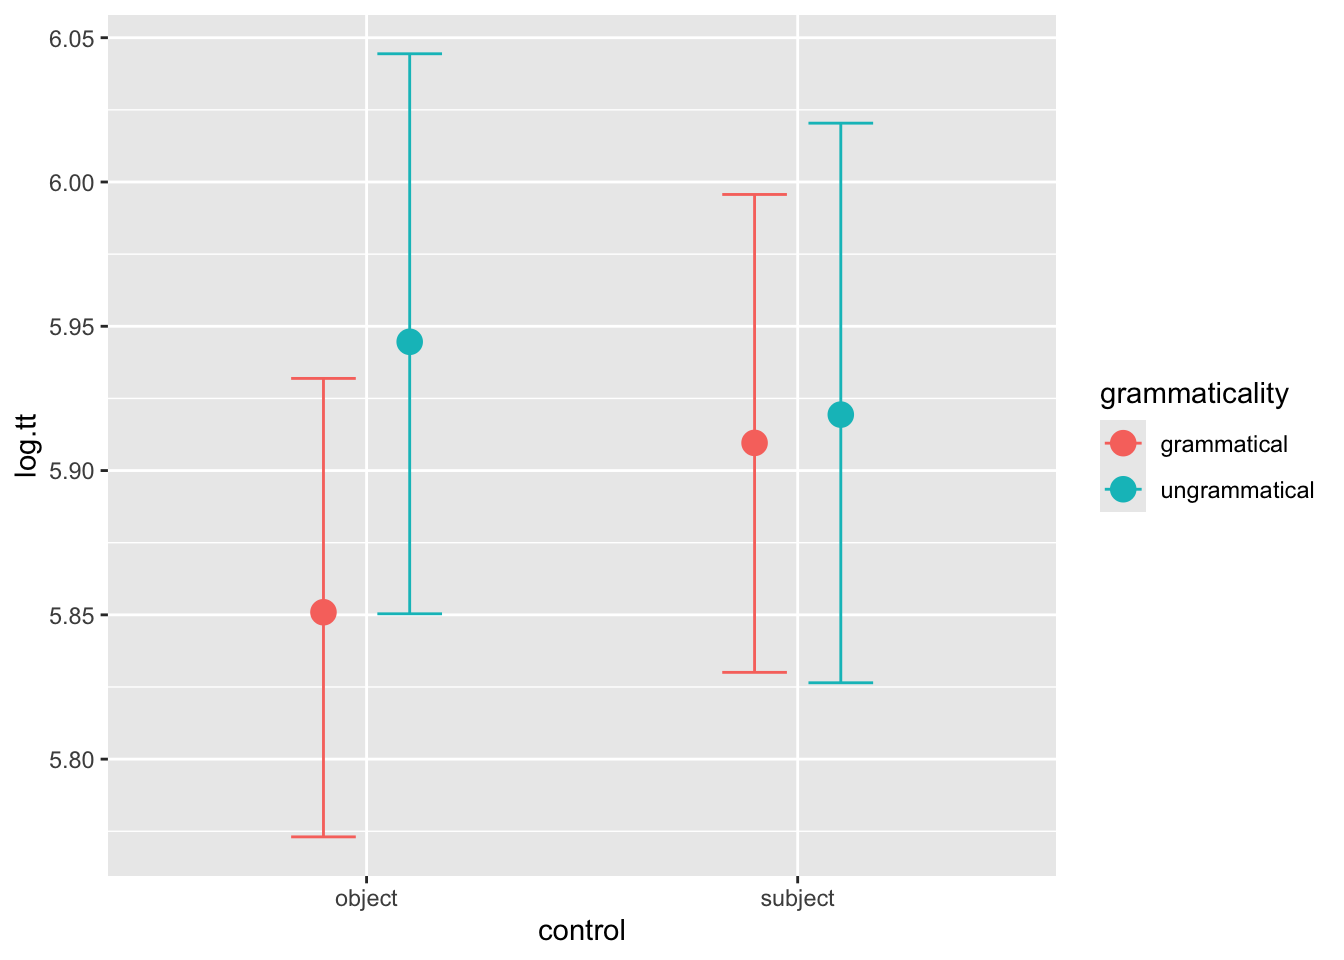 6.05
6.00
5.95
5.90
5.85
5.80
log.tt
object
subject
control
grammaticality
grammatical
ungrammatical